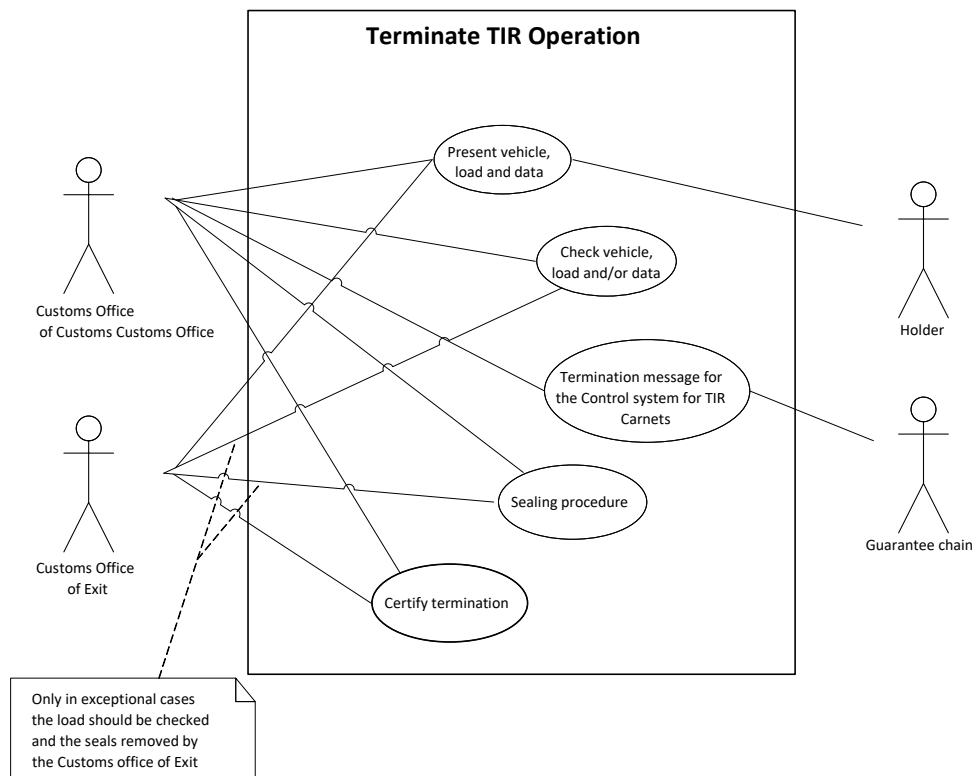 Terminate TIR Operation
Present vehicle,
load and data
Check vehicle,
load and/or data
Customs Office
of Customs Customs Office
Holder
Termination message for
the Control system for TIR
Carnets
Sealing procedure
Customs Office
of Exit
Guarantee chain
Certify termination
Only in exceptional cases
the load should be checked
and the seals removed by
the Customs office of Exit